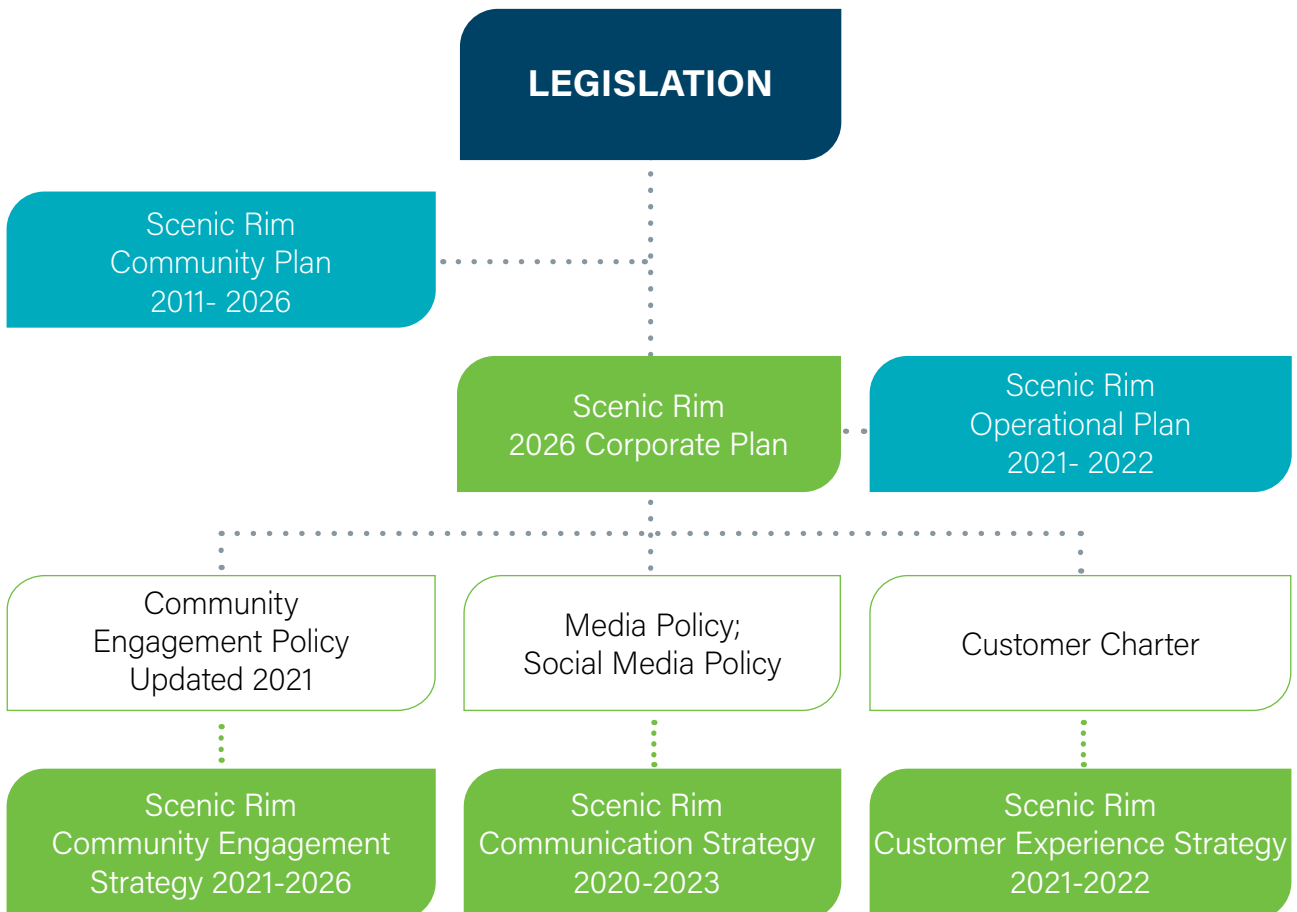 LEGISLATION
Scenic Rim
Community Plan
2011- 2026
Scenic Rim
2026 Corporate Plan
Scenic Rim
Operational Plan
2021- 2022
Community
Engagement Policy
Updated 2021
Media Policy;
Social Media Policy
Customer Charter
Scenic Rim
Community Engagement
Strategy 2021-2026
Scenic Rim
Communication Strategy
2020-2023
Scenic Rim
Customer Experience Strategy
2021-2022